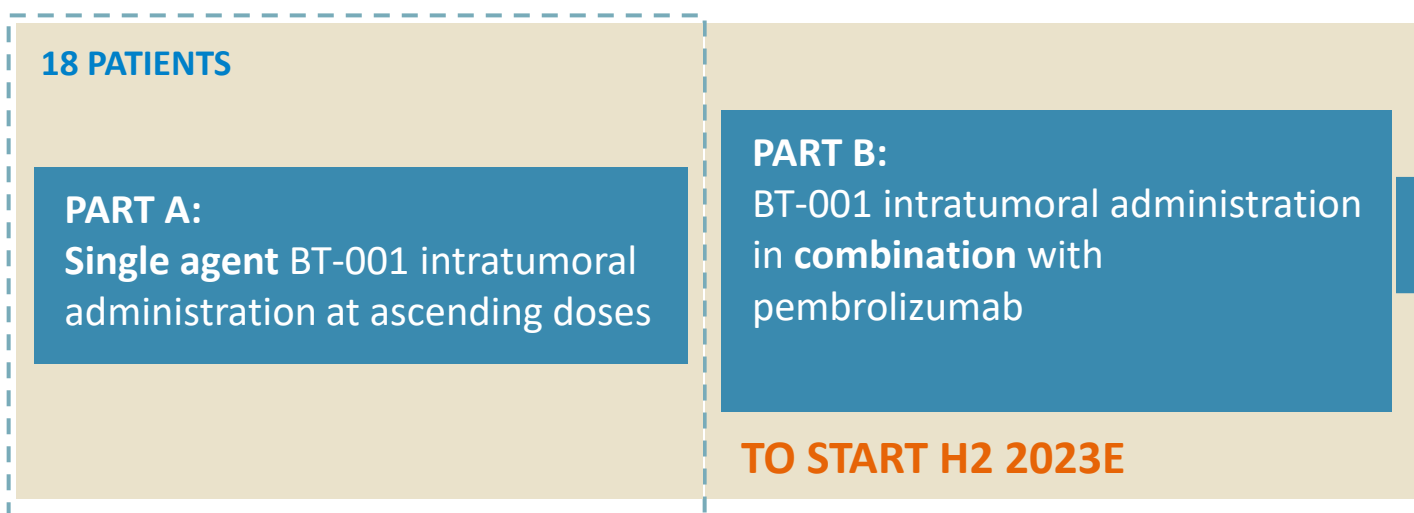 18 PATIENTS
PART A:
Single agent BT-001 intratumoral
administration at ascending doses
PART B:
BT-001 intratumoral administration
in combination with
pembrolizumab
TO START H2 2023E